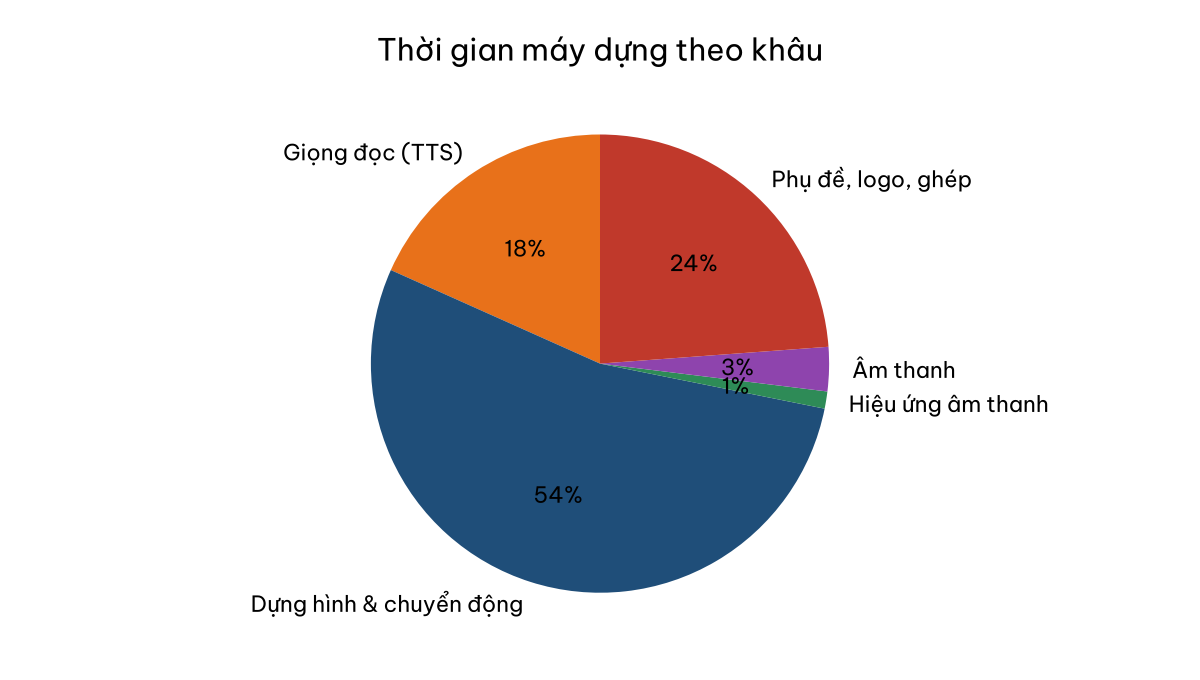 Thời gian máy dựng theo khâu
Giọng đọc (TTS)
Phụ đề, logo, ghép
18%
24%
3%
Âm thanh
1%
Hiệu ứng âm thanh
54%
Dựng hình & chuyển động